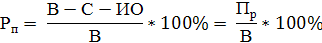 Рп = (В − С − ИО) / В * 100% = Пр / В * 100%